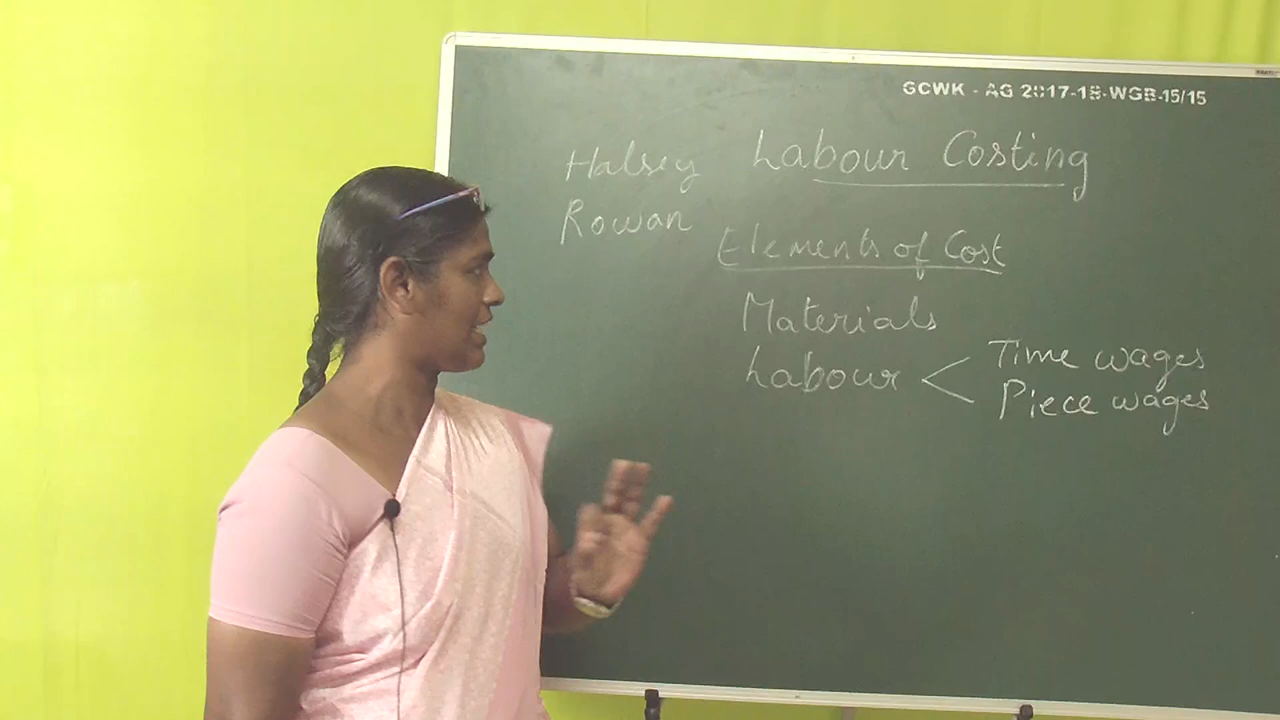 GCWK - AG 2017-18-WGB-15/15
Labour Costing
Halsey
Rowan
Elements of Cost
Materials
Labour < Time wages
Piece wages